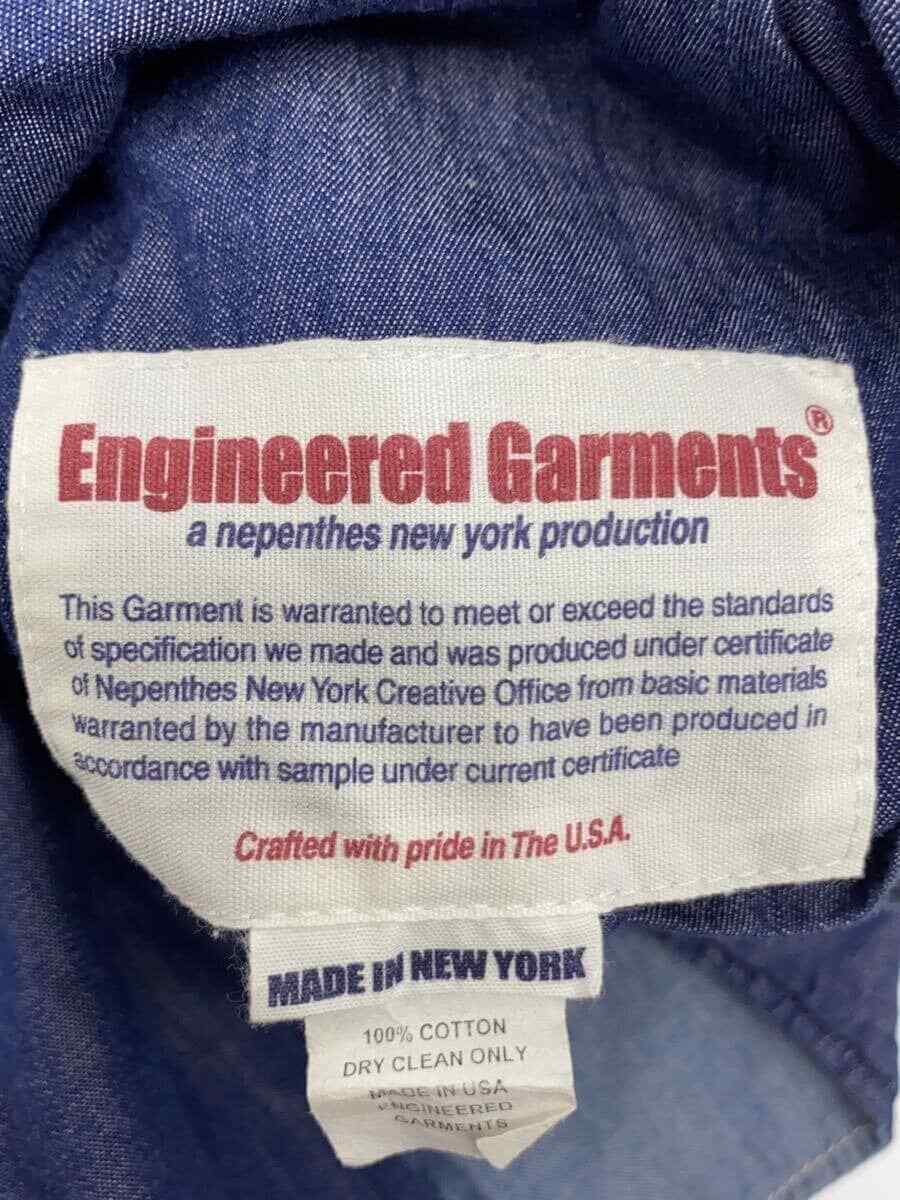 Engineered Garments®
a nepenthes new york production
This Garment is warranted to meet or exceed the standards
of specification we made and was produced under certificate
of Nepenthes New York Creative Office from basic materials
warranted by the manufacturer to have been produced in
accordance with sample under current certificate
Crafted with pride in The U.S.A.
MADE IN NEW YORK
100% COTTON
DRY CLEAN ONLY
MADE IN USA
ENGINEERED
GARMENTS